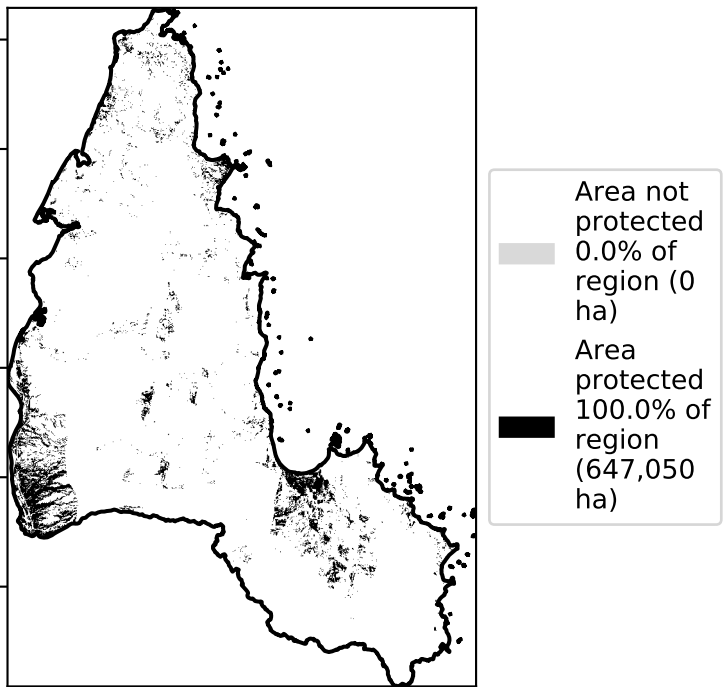 Area not
protected
0.0% of
region (0
ha)
Area
protected
100.0% of
region
(647,050
ha)